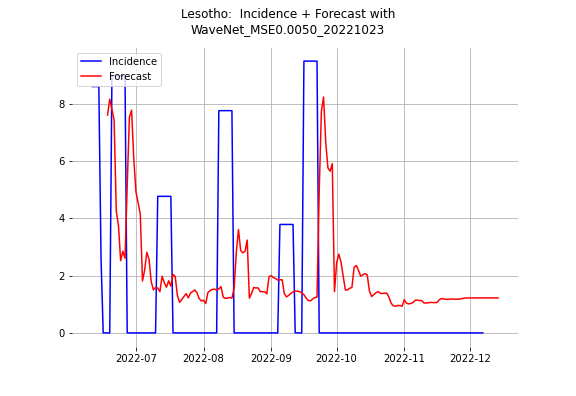 Lesotho:  Incidence + Forecast with
WaveNet_MSE0.0050_20221023
Incidence
Forecast
8
6
4
2
0
2022-07
2022-08
2022-09
2022-10
2022-11
2022-12